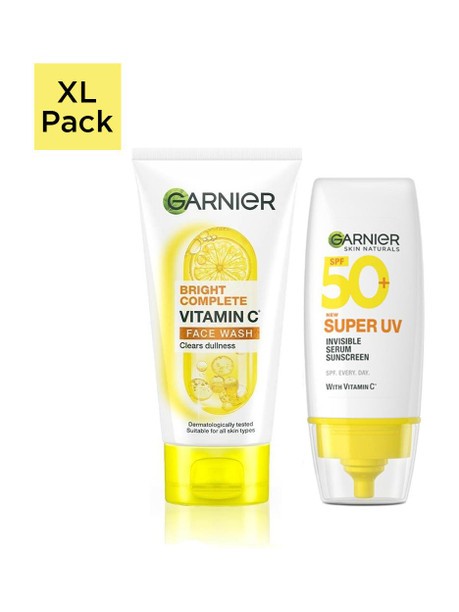 XL
Pack
GARNIER
BRIGHT
COMPLETE
VITAMIN C*
FACE WASH
Clears dullness
Dermatologically tested
Suitable for all skin types
GARNIER
SKIN NATURALS
SPF
50+
NEW
SUPER UV
INVISIBLE
SERUM
SUNSCREEN
SPF. EVERY. DAY.
WITH VITAMIN C*